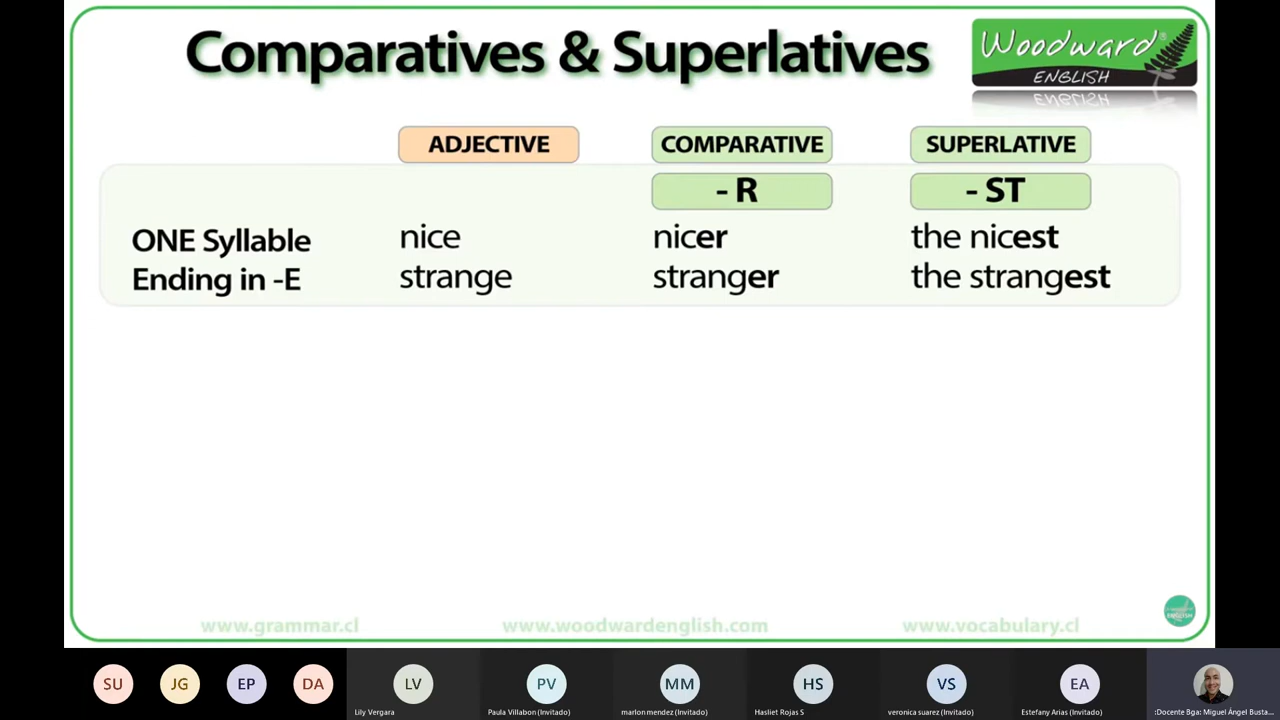 Comparatives & Superlatives
Woodward®
ENGLISH
ADJECTIVE COMPARATIVE SUPERLATIVE
- R - ST
ONE Syllable nice nicer the nicest
Ending in -E strange stranger the strangest
www.grammar.cl www.woodwardenglish.com www.vocabulary.cl
SU JG EP DA LV PV MM HS VS EA
Lily Vergara Paula Villabon (Invitado) marlon mendez (Invitado) Hasliet Rojas S veronica suarez (Invitado) Estefany Arias (Invitado) :Docente Bga: Miguel Ángel Busta...